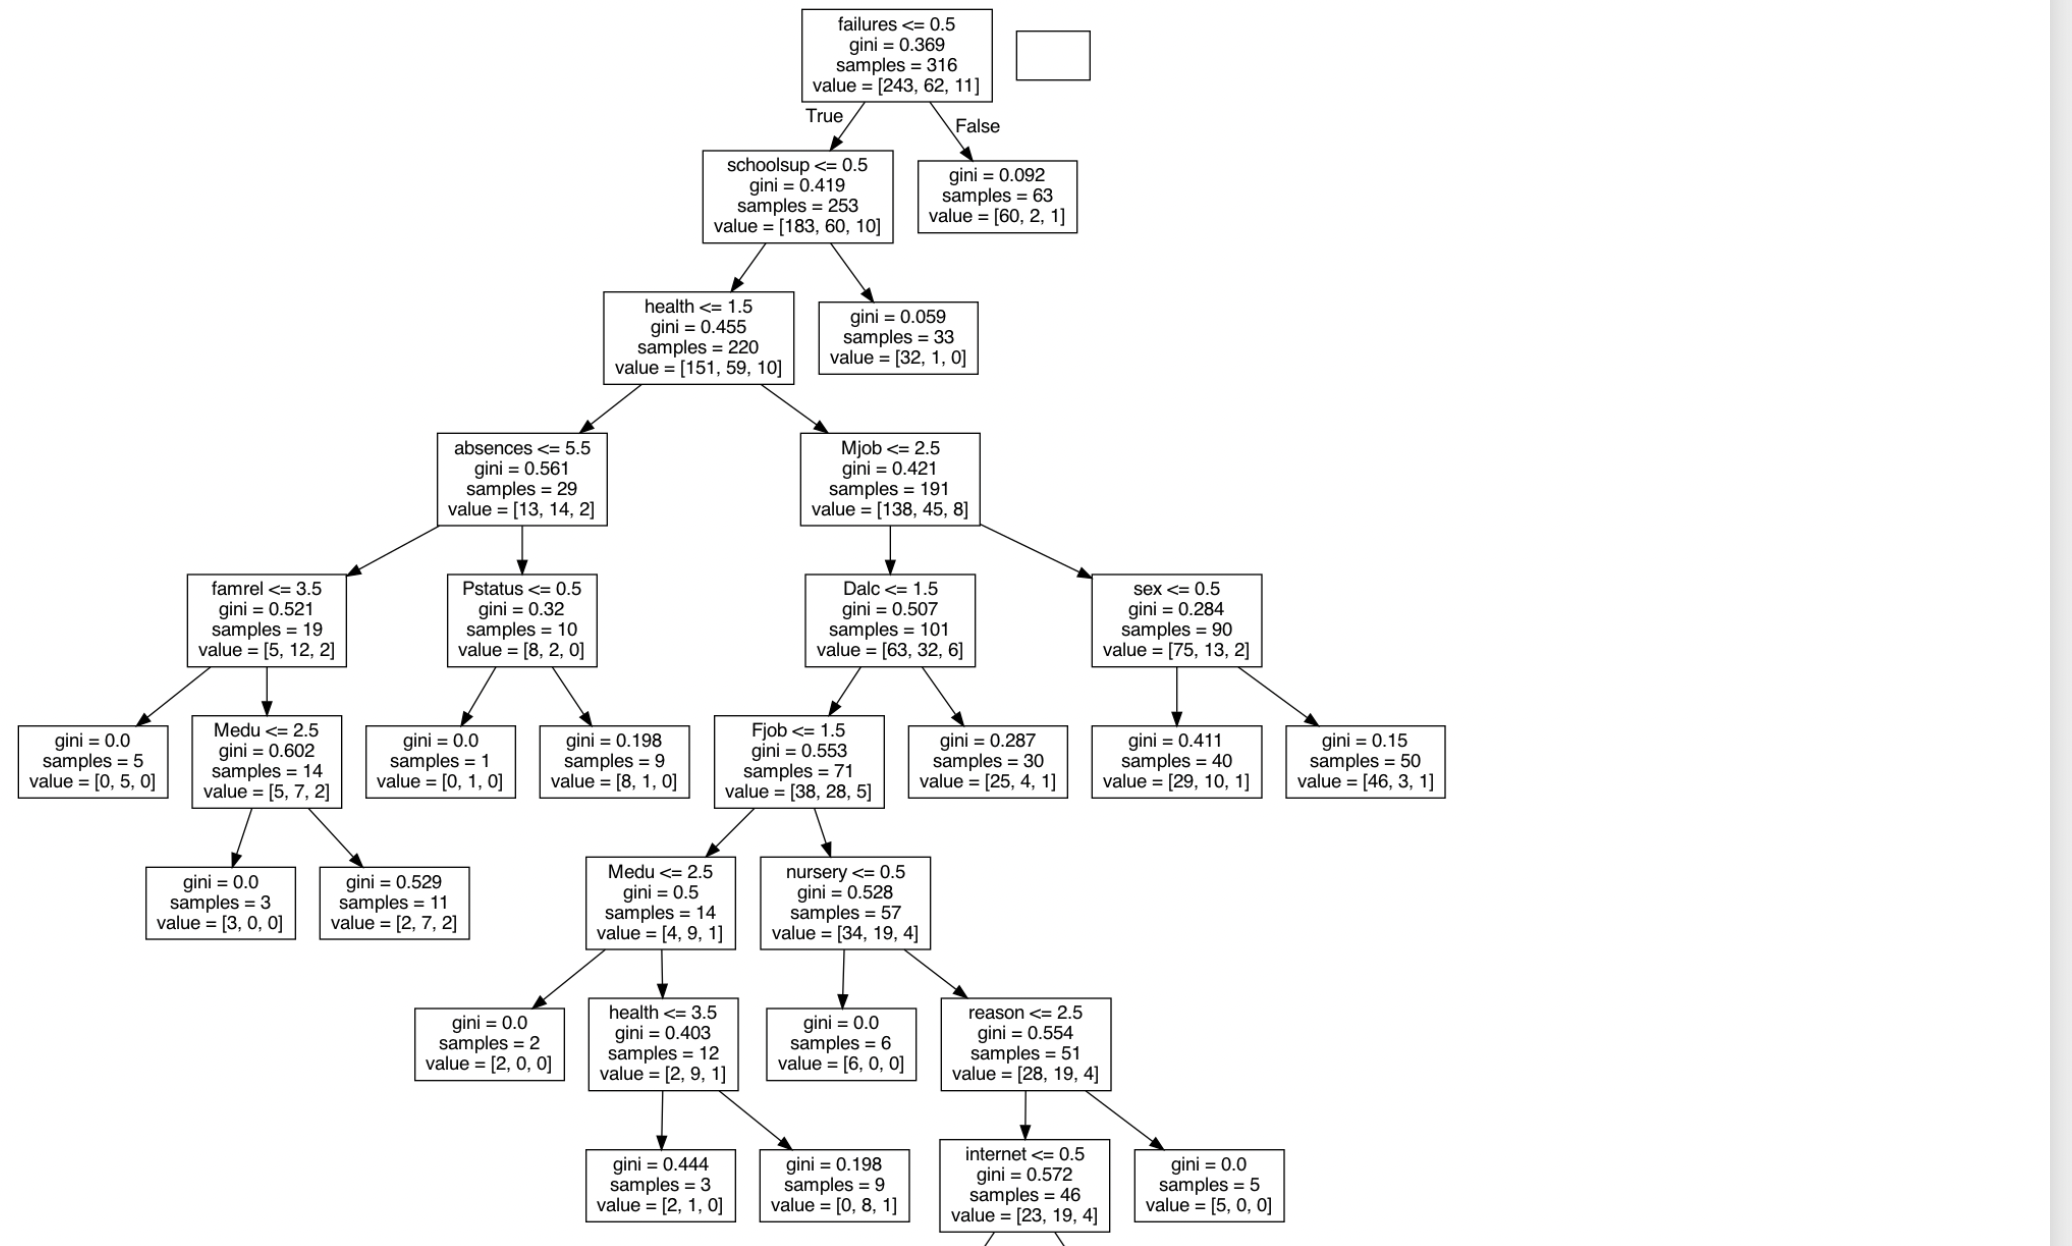 failures <= 0.5
gini = 0.369
samples = 316
value = [243, 62, 11]
True
False
schoolsup <= 0.5
gini = 0.419
samples = 253
value = [183, 60, 10]
gini = 0.092
samples = 63
value = [60, 2, 1]
health <= 1.5
gini = 0.455
samples = 220
value = [151, 59, 10]
gini = 0.059
samples = 33
value = [32, 1, 0]
absences <= 5.5
gini = 0.561
samples = 29
value = [13, 14, 2]
Mjob <= 2.5
gini = 0.421
samples = 191
value = [138, 45, 8]
famrel <= 3.5
gini = 0.521
samples = 19
value = [5, 12, 2]
Pstatus <= 0.5
gini = 0.32
samples = 10
value = [8, 2, 0]
Dalc <= 1.5
gini = 0.507
samples = 101
value = [63, 32, 6]
sex <= 0.5
gini = 0.284
samples = 90
value = [75, 13, 2]
gini = 0.0
samples = 5
value = [0, 5, 0]
Medu <= 2.5
gini = 0.602
samples = 14
value = [5, 7, 2]
gini = 0.0
samples = 1
value = [0, 1, 0]
gini = 0.198
samples = 9
value = [8, 1, 0]
Fjob <= 1.5
gini = 0.553
samples = 71
value = [38, 28, 5]
gini = 0.287
samples = 30
value = [25, 4, 1]
gini = 0.411
samples = 40
value = [29, 10, 1]
gini = 0.15
samples = 50
value = [46, 3, 1]
gini = 0.0
samples = 3
value = [3, 0, 0]
gini = 0.529
samples = 11
value = [2, 7, 2]
Medu <= 2.5
gini = 0.5
samples = 14
value = [4, 9, 1]
nursery <= 0.5
gini = 0.528
samples = 57
value = [34, 19, 4]
gini = 0.0
samples = 2
value = [2, 0, 0]
health <= 3.5
gini = 0.403
samples = 12
value = [2, 9, 1]
gini = 0.0
samples = 6
value = [6, 0, 0]
reason <= 2.5
gini = 0.554
samples = 51
value = [28, 19, 4]
gini = 0.444
samples = 3
value = [2, 1, 0]
gini = 0.198
samples = 9
value = [0, 8, 1]
internet <= 0.5
gini = 0.572
samples = 46
value = [23, 19, 4]
gini = 0.0
samples = 5
value = [5, 0, 0]